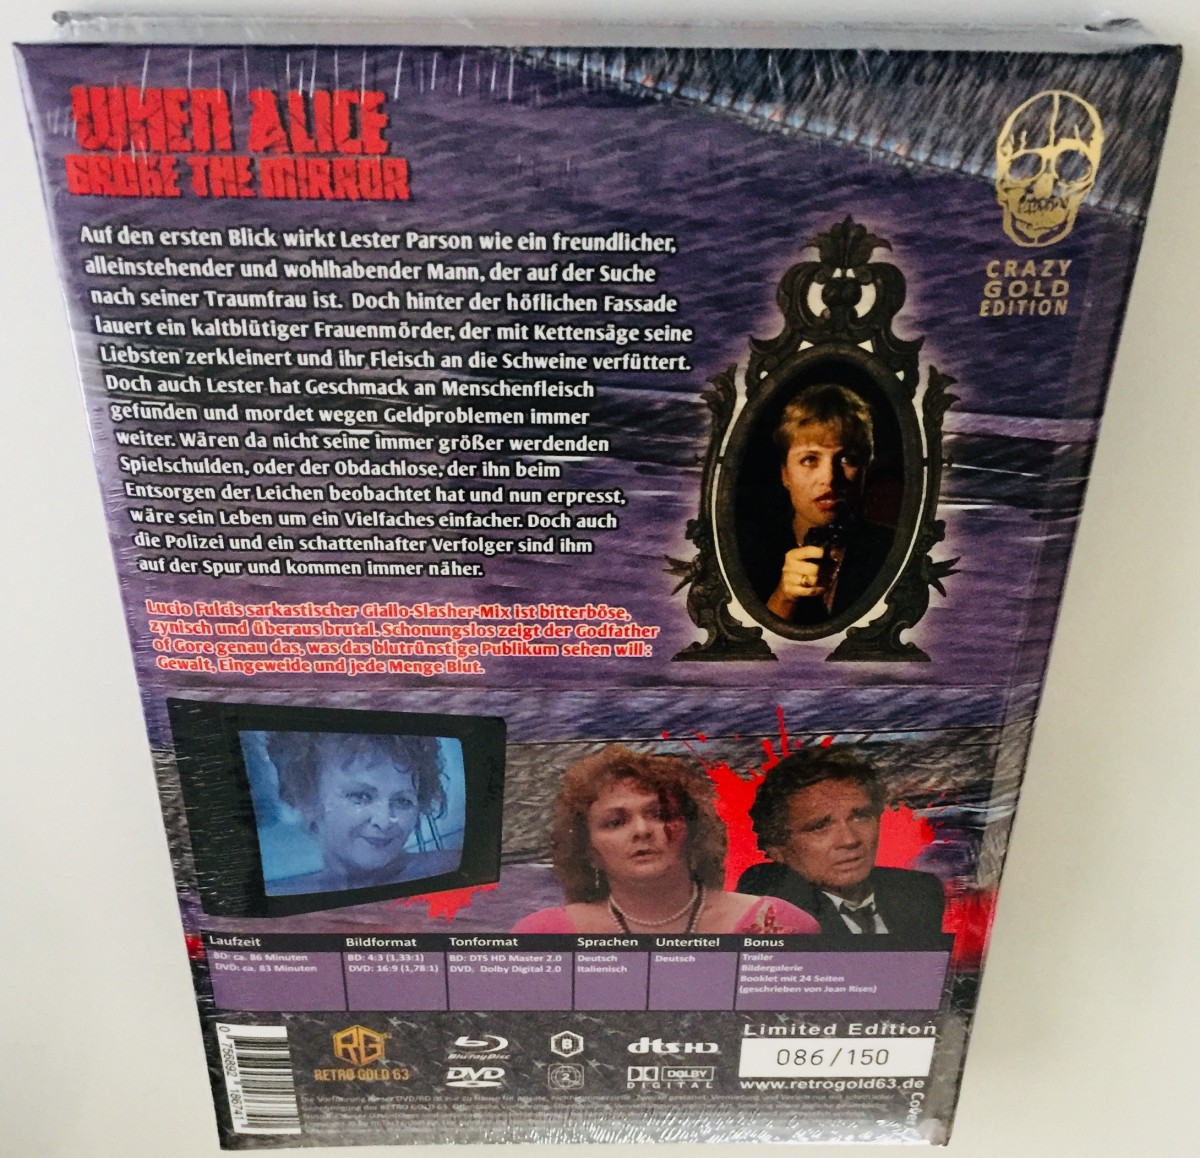 WHEN ALICE
BROKE THE MIRROR
CRAZY
GOLD
EDITION
Auf den ersten Blick wirkt Lester Parson wie ein freundlicher,
alleinstehender und wohlhabender Mann, der auf der Suche
nach seiner Traumfrau ist. Doch hinter der höflichen Fassade
lauert ein kaltblütiger Frauenmörder, der mit Kettensäge seine
Liebsten zerkleinert und ihr Fleisch an die Schweine verfüttert.
Doch auch Lester hat Geschmack an Menschenfleisch
gefunden und mordet wegen Geldproblemen immer
weiter. Wären da nicht seine immer größer werdenden
Spielschulden, oder der Obdachlose, der ihn beim
Entsorgen der Leichen beobachtet hat und nun erpresst,
wäre sein Leben um ein Vielfaches einfacher. Doch auch
die Polizei und ein schattenhafter Verfolger sind ihm
auf der Spur und kommen immer näher.
Lucio Fulcis sarkastischer Giallo-Slasher-Mix ist bitterböse,
zynisch und überaus brutal. Schonungslos zeigt der Godfather
of Gore genau das, was das blutrünstige Publikum sehen will:
Gewalt, Eingeweide und jede Menge Blut.
Laufzeit
BD: ca. 86 Minuten
DVD: ca. 83 Minuten
Bildformat
BD: 4:3 (1,33:1)
DVD: 16:9 (1,78:1)
Tonformat
BD: DTS HD Master 2.0
DVD: Dolby Digital 2.0
Sprachen
Deutsch
Italienisch
Untertitel
Deutsch
Bonus
Trailer
Bildergalerie
Booklet mit 24 Seiten
(geschrieben von Jean Rises)
0 756892 186741
RG
RETRO GOLD 63
Blu-ray Disc
DVD
B
2
dts HD
DOLBY
DIGITAL
Limited Edition
086/150
www.retrogold63.de
Cover